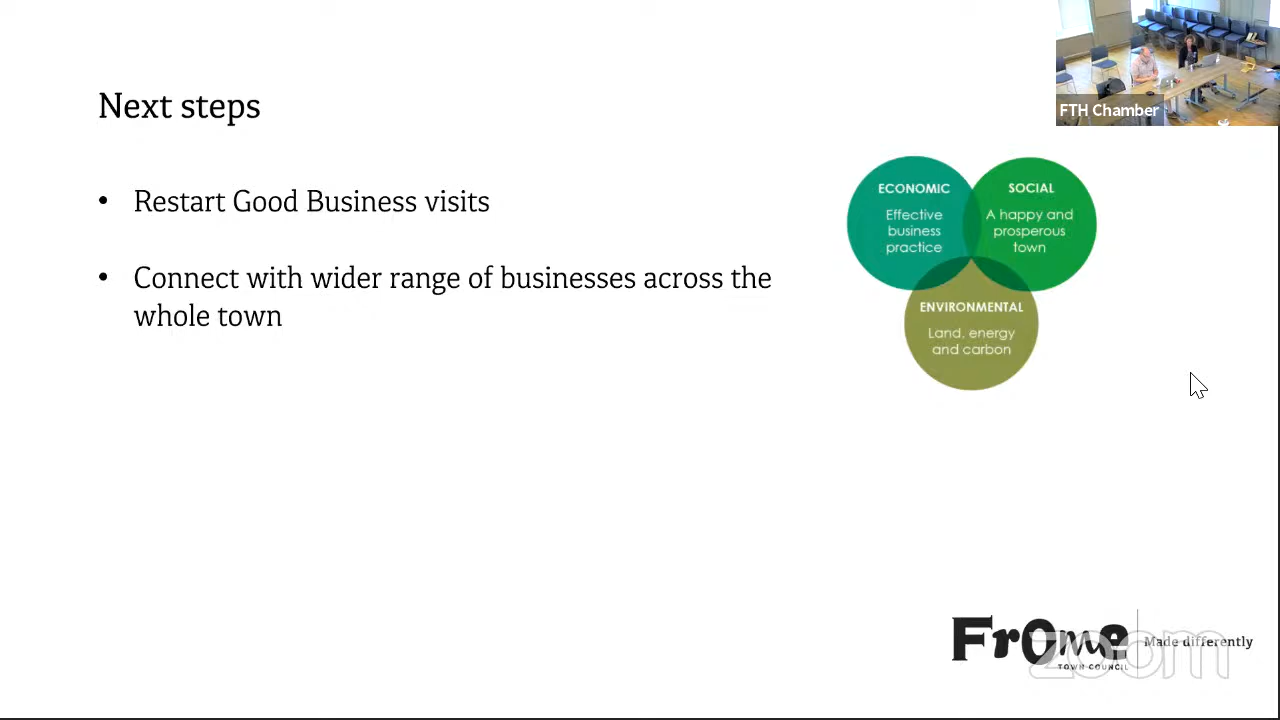 Next steps
• Restart Good Business visits
• Connect with wider range of businesses across the
whole town
FTH Chamber
ECONOMIC
Effective
business
practice
SOCIAL
A happy and
prosperous
town
ENVIRONMENTAL
Land, energy
and carbon
Frome
TOWN COUNCIL
Made differently
zoom